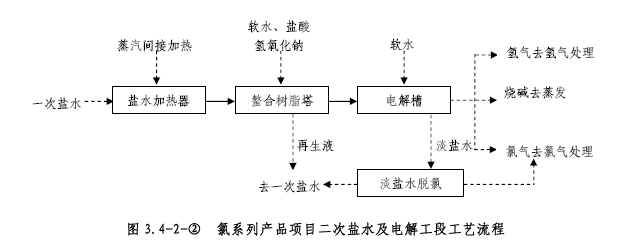 软水、盐酸
蒸汽间接加热
氢氧化钠
软水
氢气去氢气处理
一次盐水
盐水加热器
螯合树脂塔
电解槽
烧碱去蒸发
再生液
淡盐水
氯气去氯气处理
去一次盐水
淡盐水脱氯
图 3.4-2-② 氯系列产品项目二次盐水及电解工段工艺流程